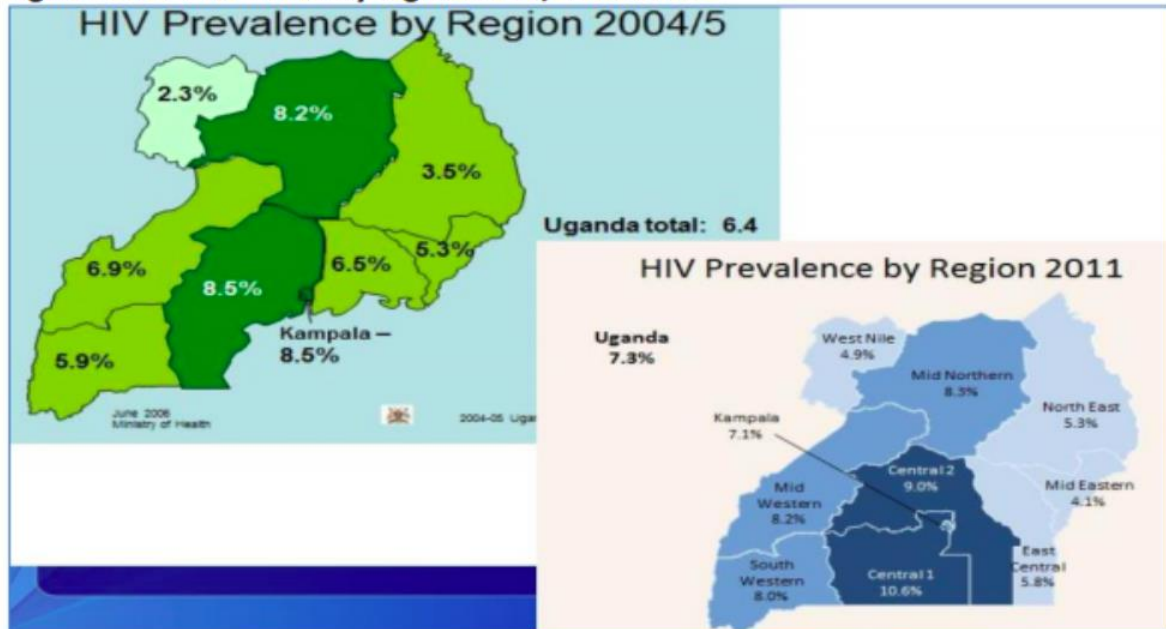 HIV Prevalence by Region 2004/5
2.3%
8.2%
3.5%
Uganda total: 6.4
5.3%
6.5%
6.9%
8.5%
Kampala –
8.5%
5.9%
June 2006
Ministry of Health
2004-05
HIV Prevalence by Region 2011
Uganda
7.3%
West Nile
4.9%
Mid Northern
8.3%
North East
5.3%
Kampala
7.1%
Central 2
9.0%
Mid Eastern
4.1%
Mid
Western
8.2%
East
Central
5.8%
South
Western
8.0%
Central 1
10.6%